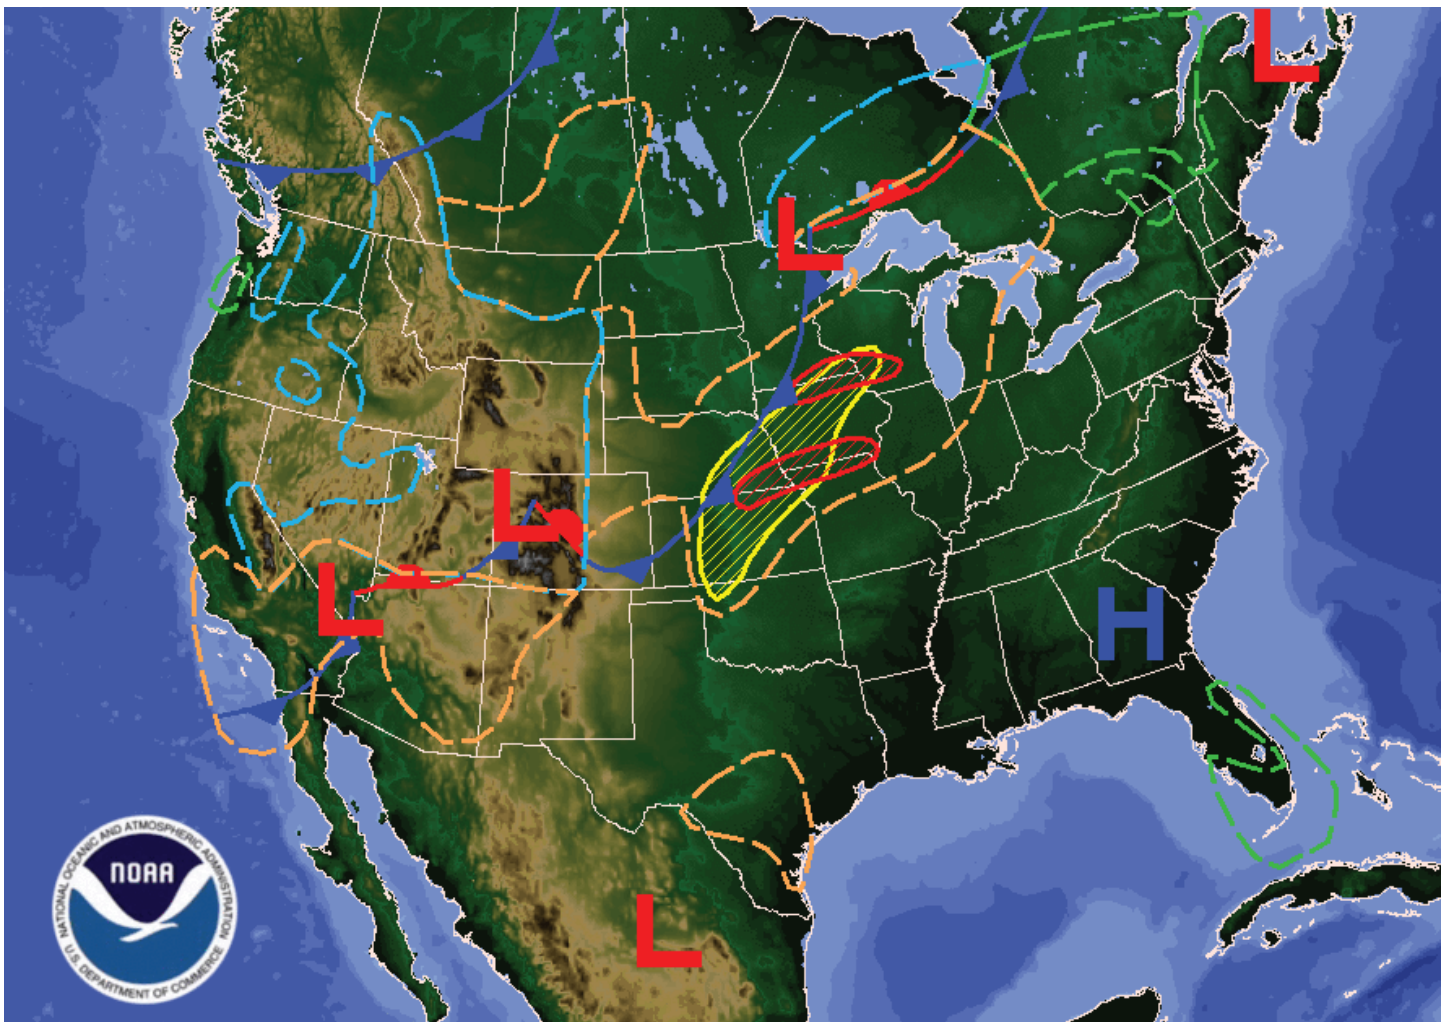 L
L
L
L
H
L
NATIONAL OCEANIC AND ATMOSPHERIC ADMINISTRATION
NOAA
U.S. DEPARTMENT OF COMMERCE
L